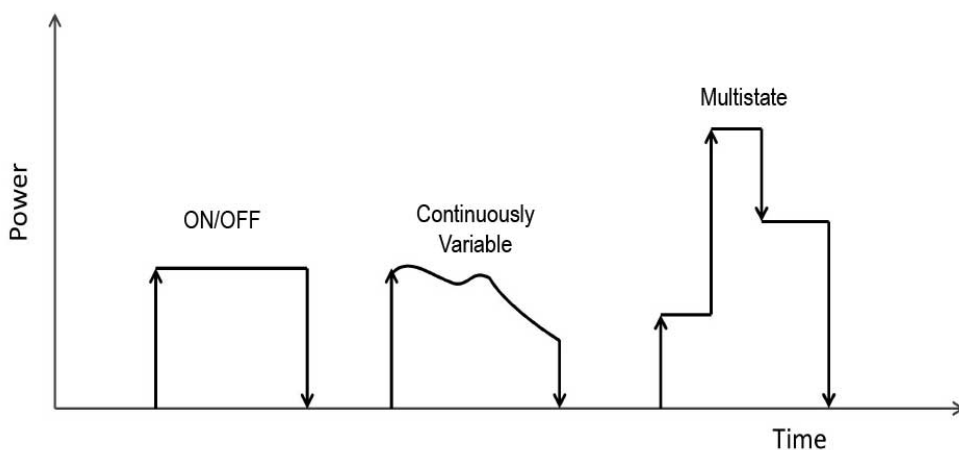 Multistate
ON/OFF
Continuously
Variable
Power
Time